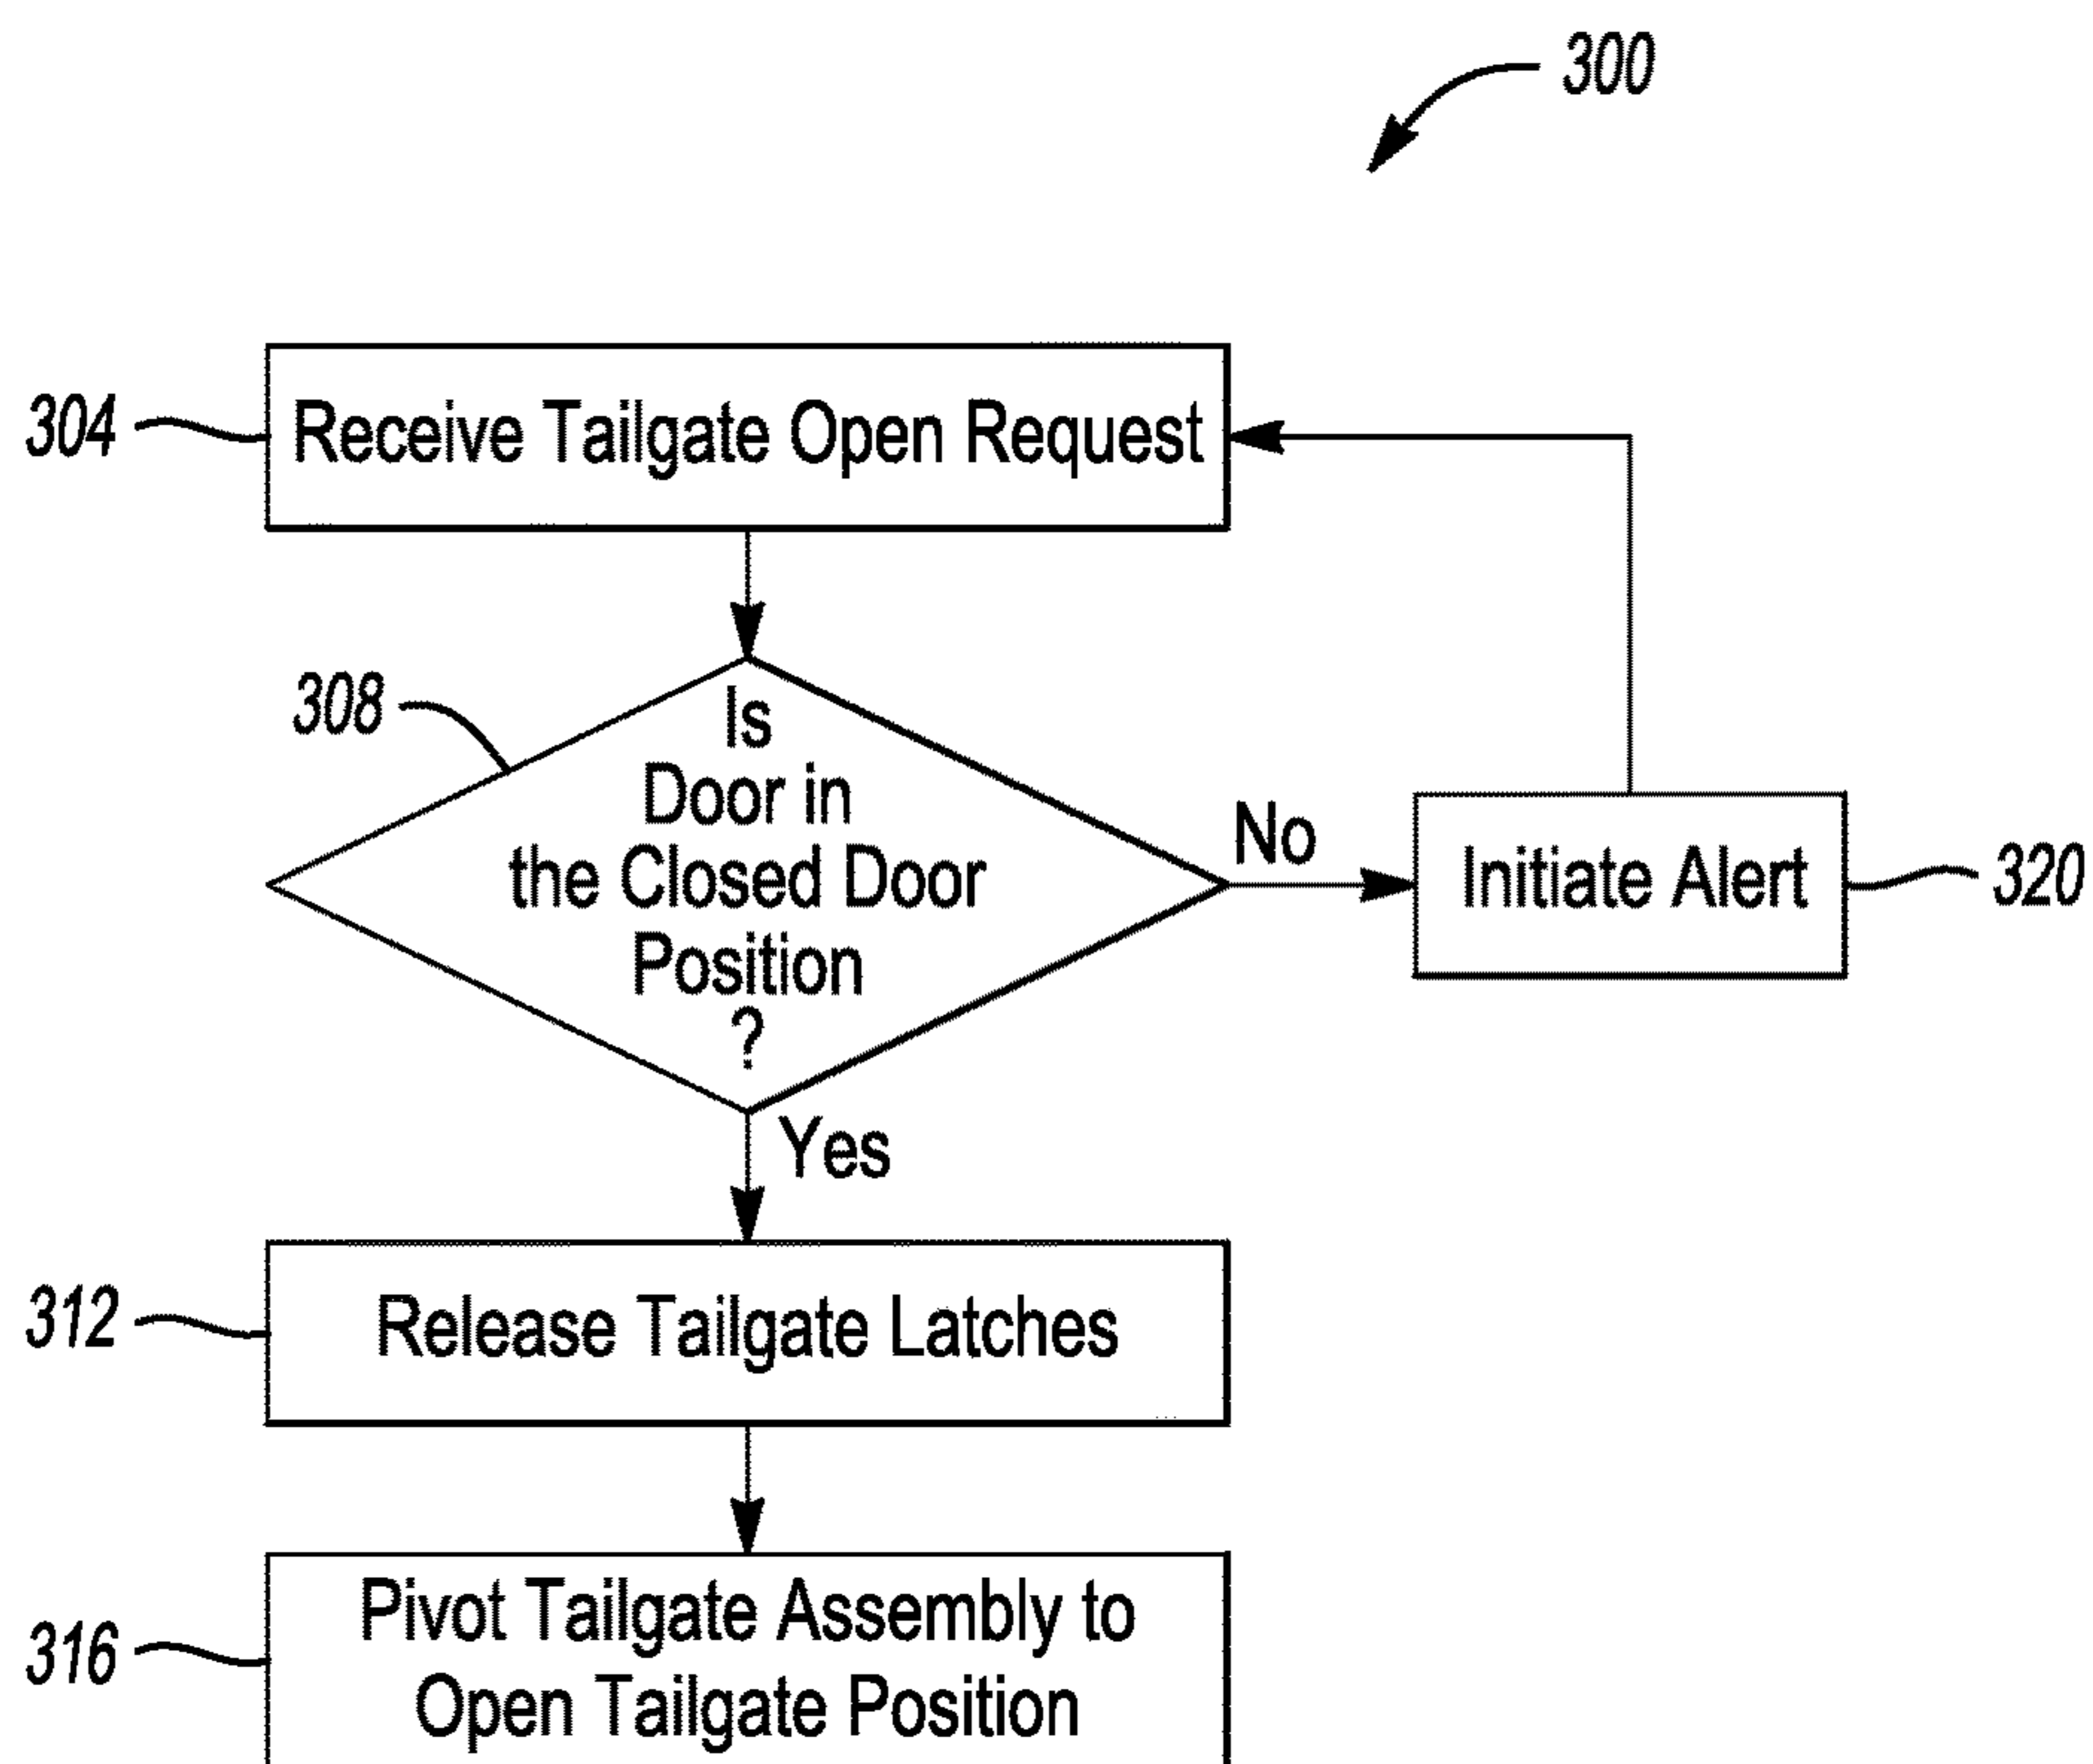 300
304
Receive Tailgate Open Request
308
Is
Door in
the Closed Door
Position
?
No
Initiate Alert
320
Yes
312
Release Tailgate Latches
316
Pivot Tailgate Assembly to
Open Tailgate Position